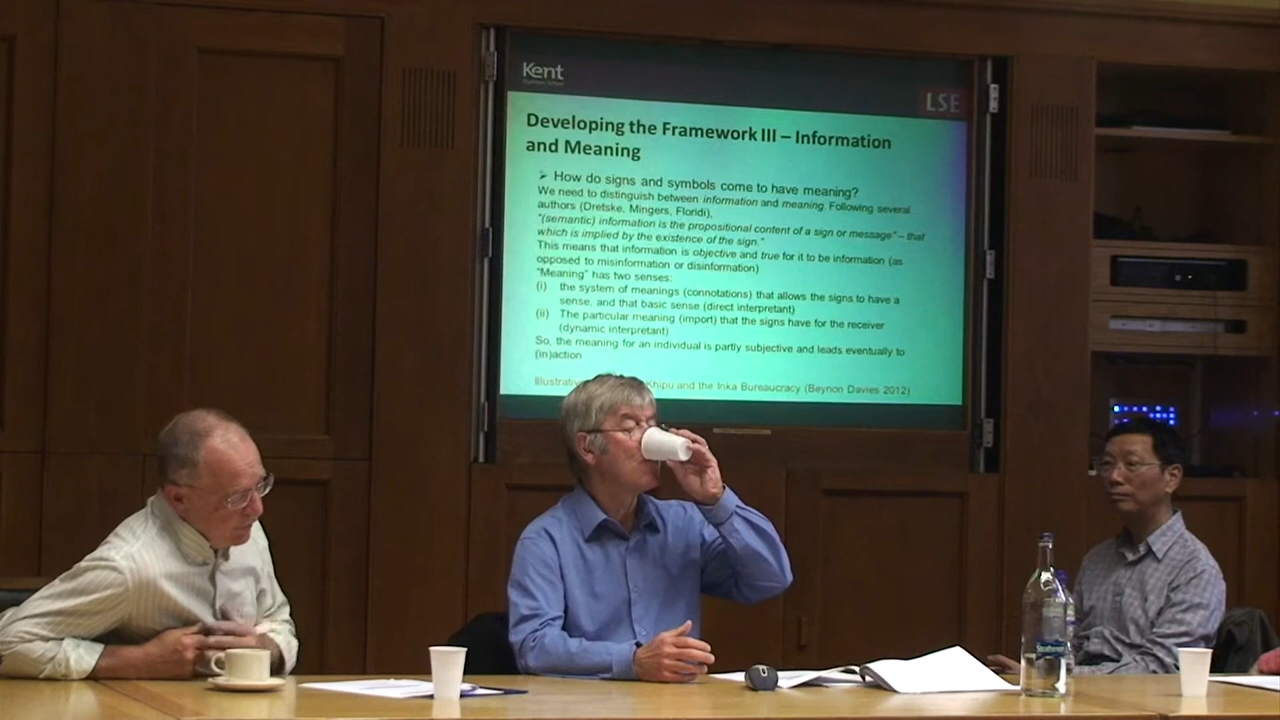 Kent
LSE
Developing the Framework III – Information
and Meaning
➢ How do signs and symbols come to have meaning?
We need to distinguish between information and meaning. Following several
authors (Dretske, Mingers, Floridi),
"(semantic) information is the propositional content of a sign or message" – that
which is implied by the existence of the sign."
This means that information is objective and true for it to be information (as
opposed to misinformation or disinformation)
"Meaning" has two senses:
(i) the system of meanings (connotations) that allows the signs to have a
sense, and that basic sense (direct interpretant)
(ii) The particular meaning (import) that the signs have for the receiver
(dynamic interpretant)
So, the meaning for an individual is partly subjective and leads eventually to
(in)action
Khipu and the Inka Bureaucracy (Beynon Davies 2012)